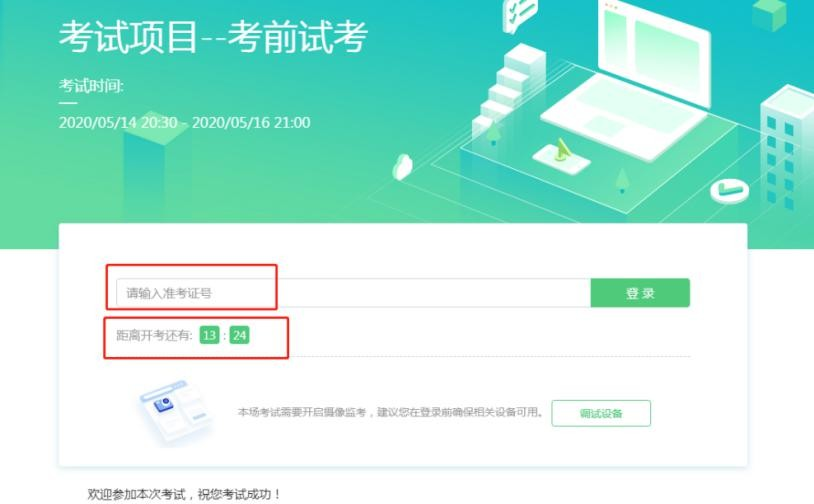 考试项目--考前试考
考试时间:
2020/05/14 20:30 - 2020/05/16 21:00
请输入准考证号
登 录
距离开考还有: 13 : 24
本场考试需要开启摄像监考，建议您在登录前确保相关设备可用。
调试设备
欢迎参加本次考试，祝您考试成功！